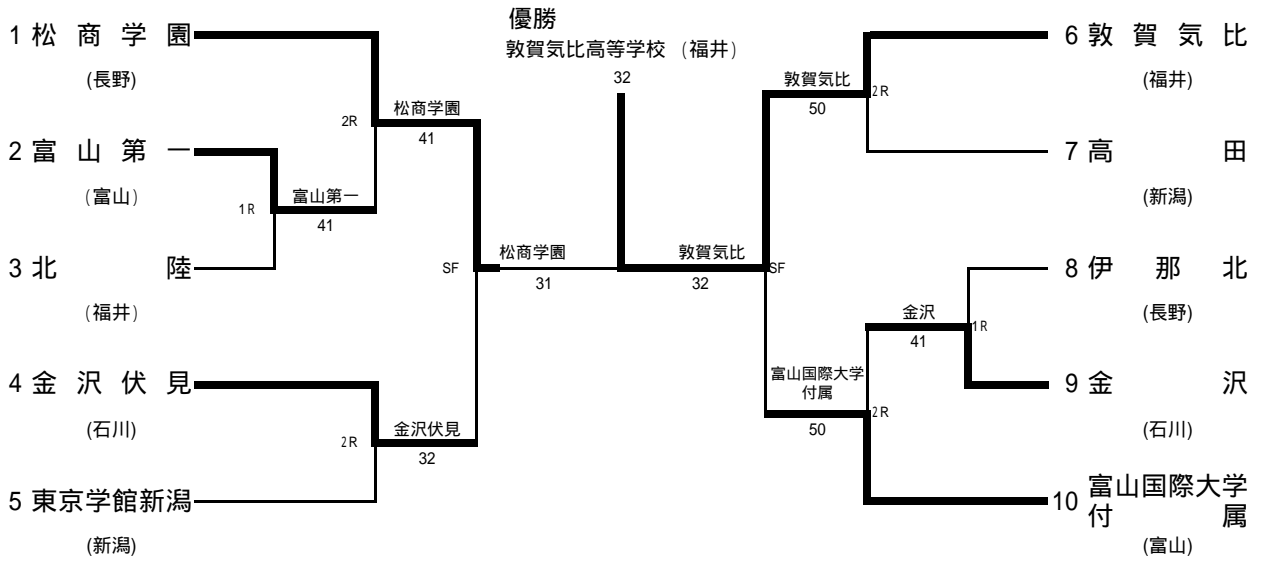 優勝
敦賀気比高等学校 (福井)
32
1 松商学園
(長野)
2 富山第一
(富山)
3 北陸
(福井)
4 金沢伏見
(石川)
5 東京学館新潟
(新潟)
1R
富山第一
41
2R
松商学園
41
2R
金沢伏見
32
SF
松商学園
31
敦賀気比
32
SF
敦賀気比
50
2R
金沢
41
1R
富山国際大学
付属
50
2R
6 敦賀気比
(福井)
7 高田
(新潟)
8 伊那北
(長野)
9 金沢
(石川)
10 富山国際大学
付属
(富山)